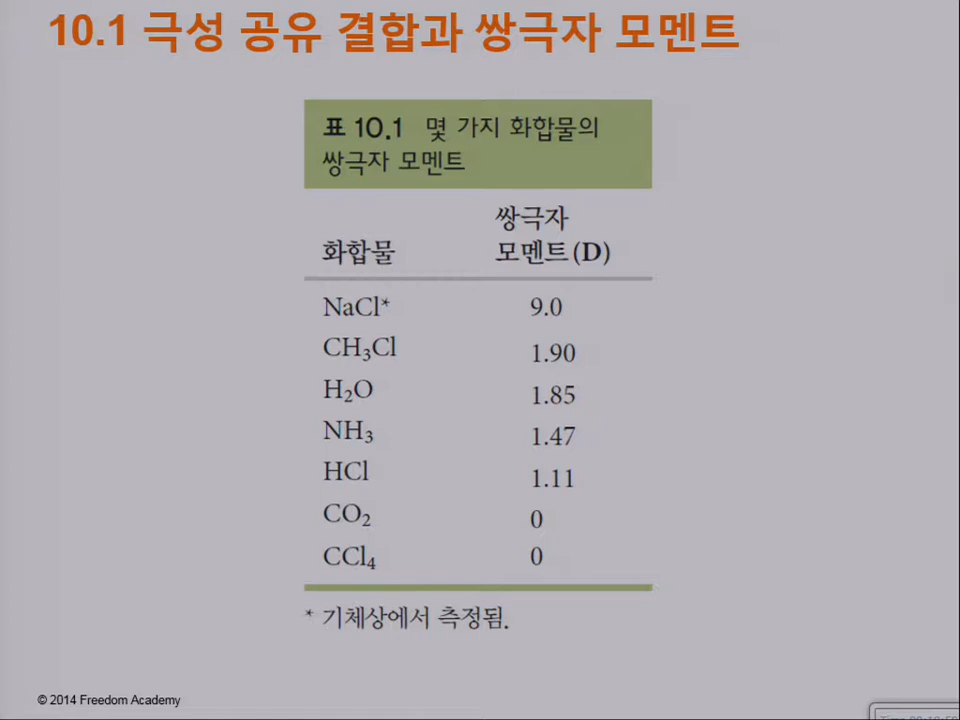 10.1 극성 공유 결합과 쌍극자 모멘트
표 10.1 몇 가지 화합물의
쌍극자 모멘트
쌍극자
화합물 모멘트(D)
NaCl* 9.0
CH₃Cl 1.90
H₂O 1.85
NH₃ 1.47
HCl 1.11
CO₂ 0
CCl₄ 0
* 기체상에서 측정됨.
© 2014 Freedom Academy